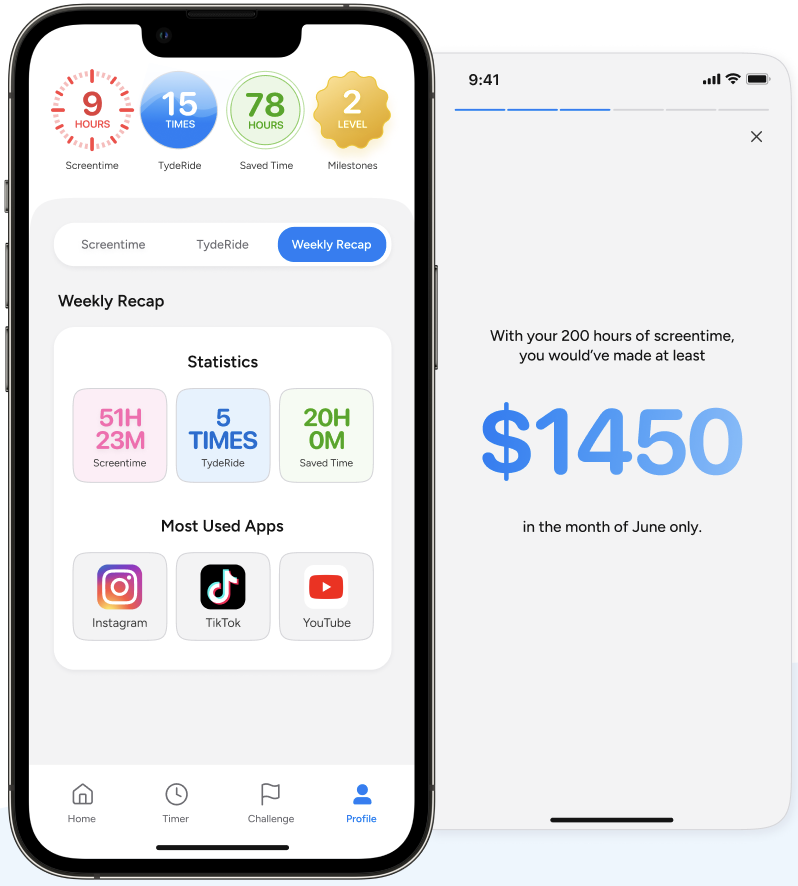 9
HOURS
Screentime
15
TIMES
TydeRide
78
HOURS
Saved Time
2
LEVEL
Milestones
Screentime TydeRide Weekly Recap
Weekly Recap
Statistics
51H
23M
Screentime
5
TIMES
TydeRide
20H
0M
Saved Time
Most Used Apps
Instagram TikTok YouTube
Home Timer Challenge Profile
9:41
With your 200 hours of screentime,
you would’ve made at least
$1450
in the month of June only.